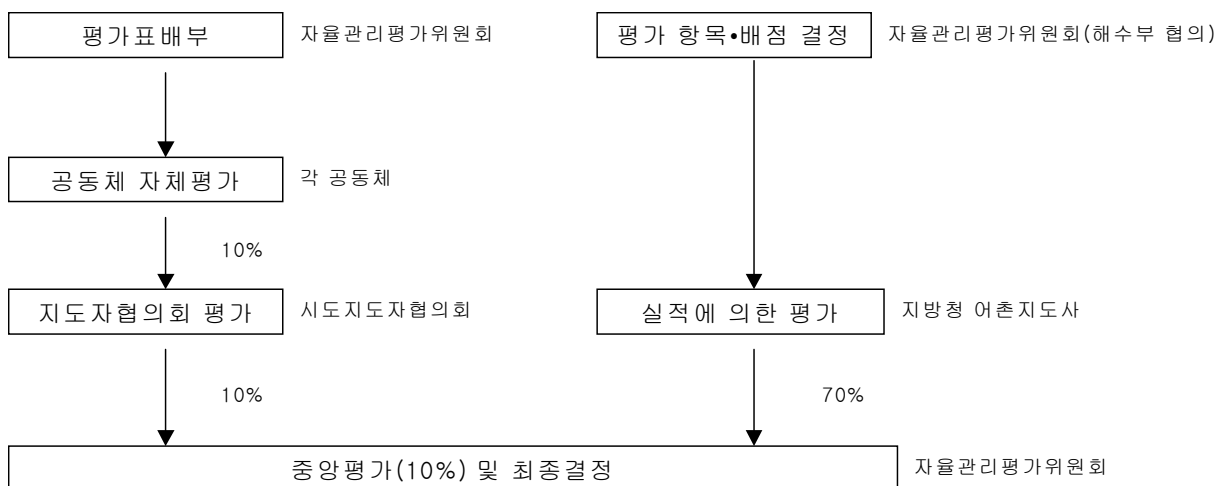 평가표배부
자율관리평가위원회
평가 항목•배점 결정
자율관리평가위원회(해수부 협의)
공동체 자체평가
각 공동체
10%
지도자협의회 평가
시도지도자협의회
실적에 의한 평가
지방청 어촌지도사
10%
70%
중앙평가(10%) 및 최종결정
자율관리평가위원회